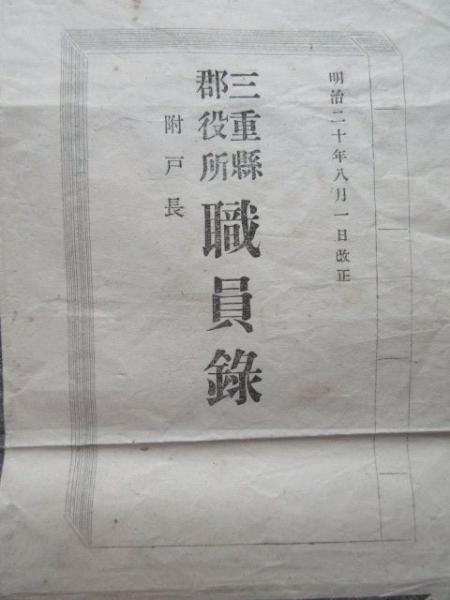 明治二十年八月一日改正
三重縣
郡役所
職員錄
附戸長